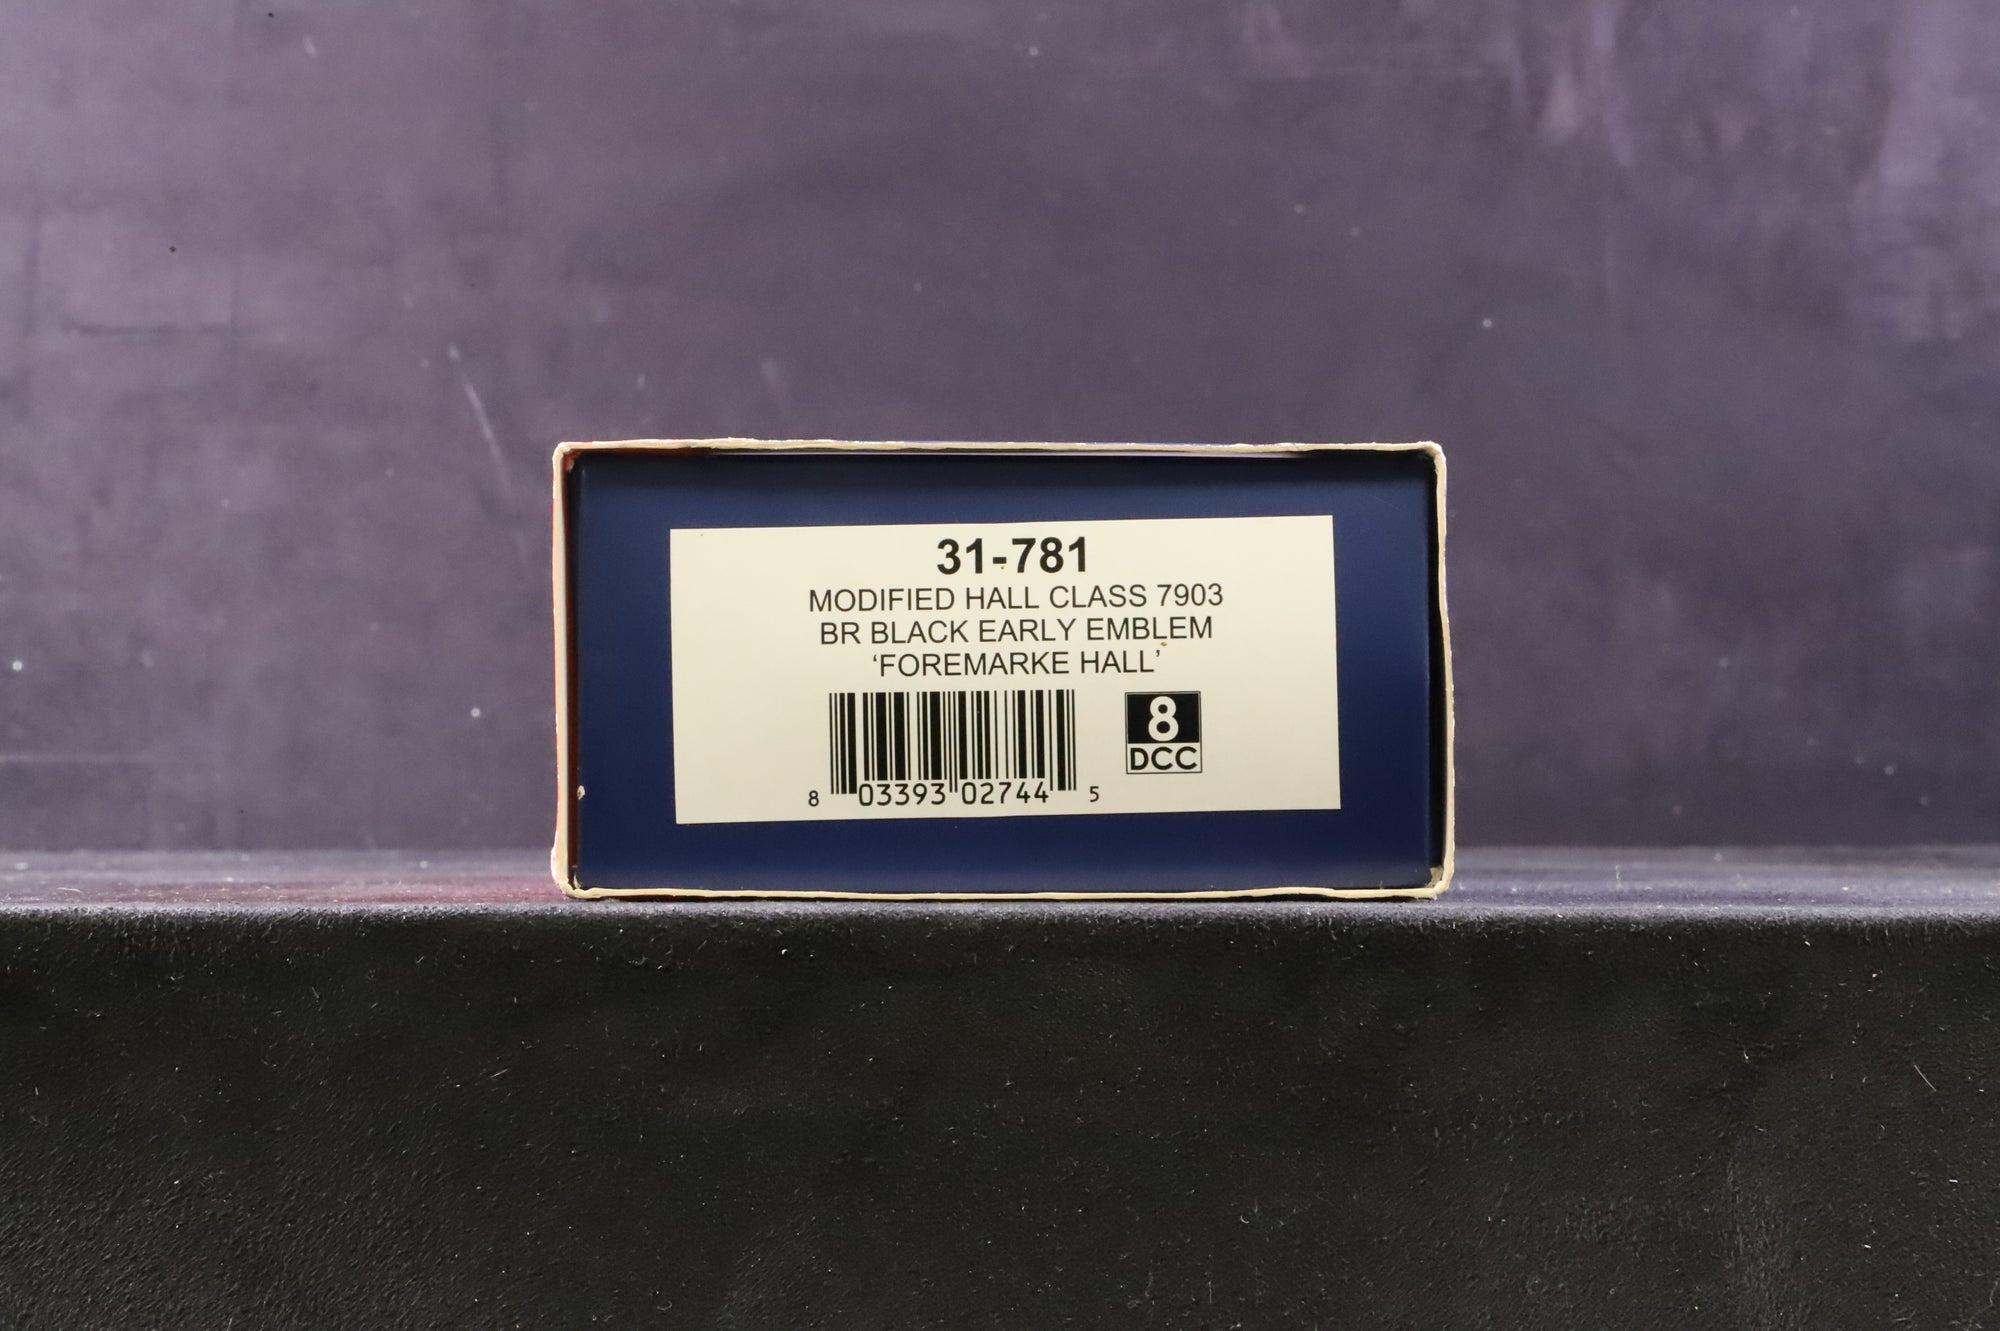 31-781
MODIFIED HALL CLASS 7903
BR BLACK EARLY EMBLEM
‘FOREMARKE HALL’
8 03393 02744 5
8
DCC